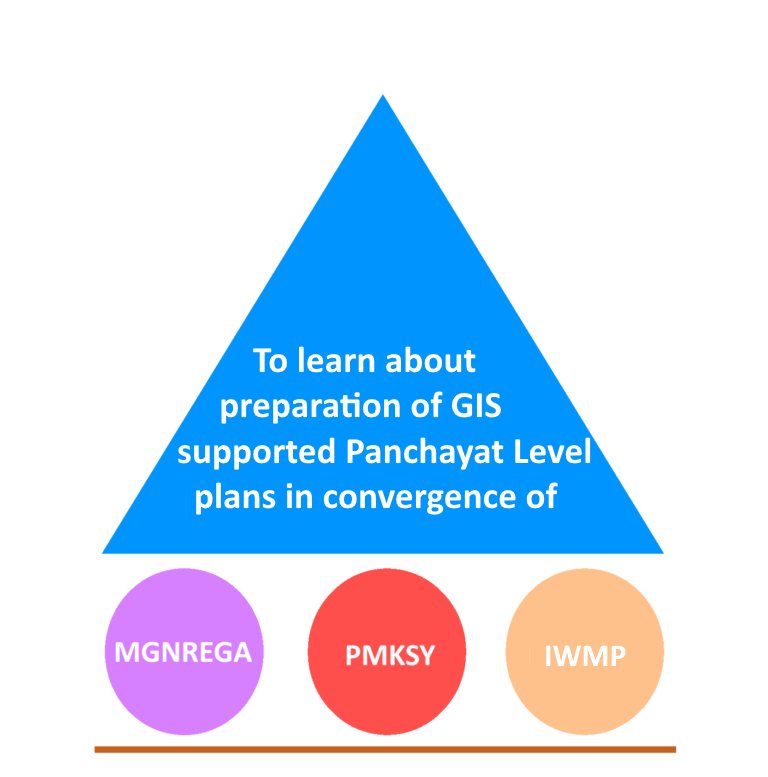 To learn about
preparation of GIS
supported Panchayat Level
plans in convergence of
MGNREGA PMKSY IWMP